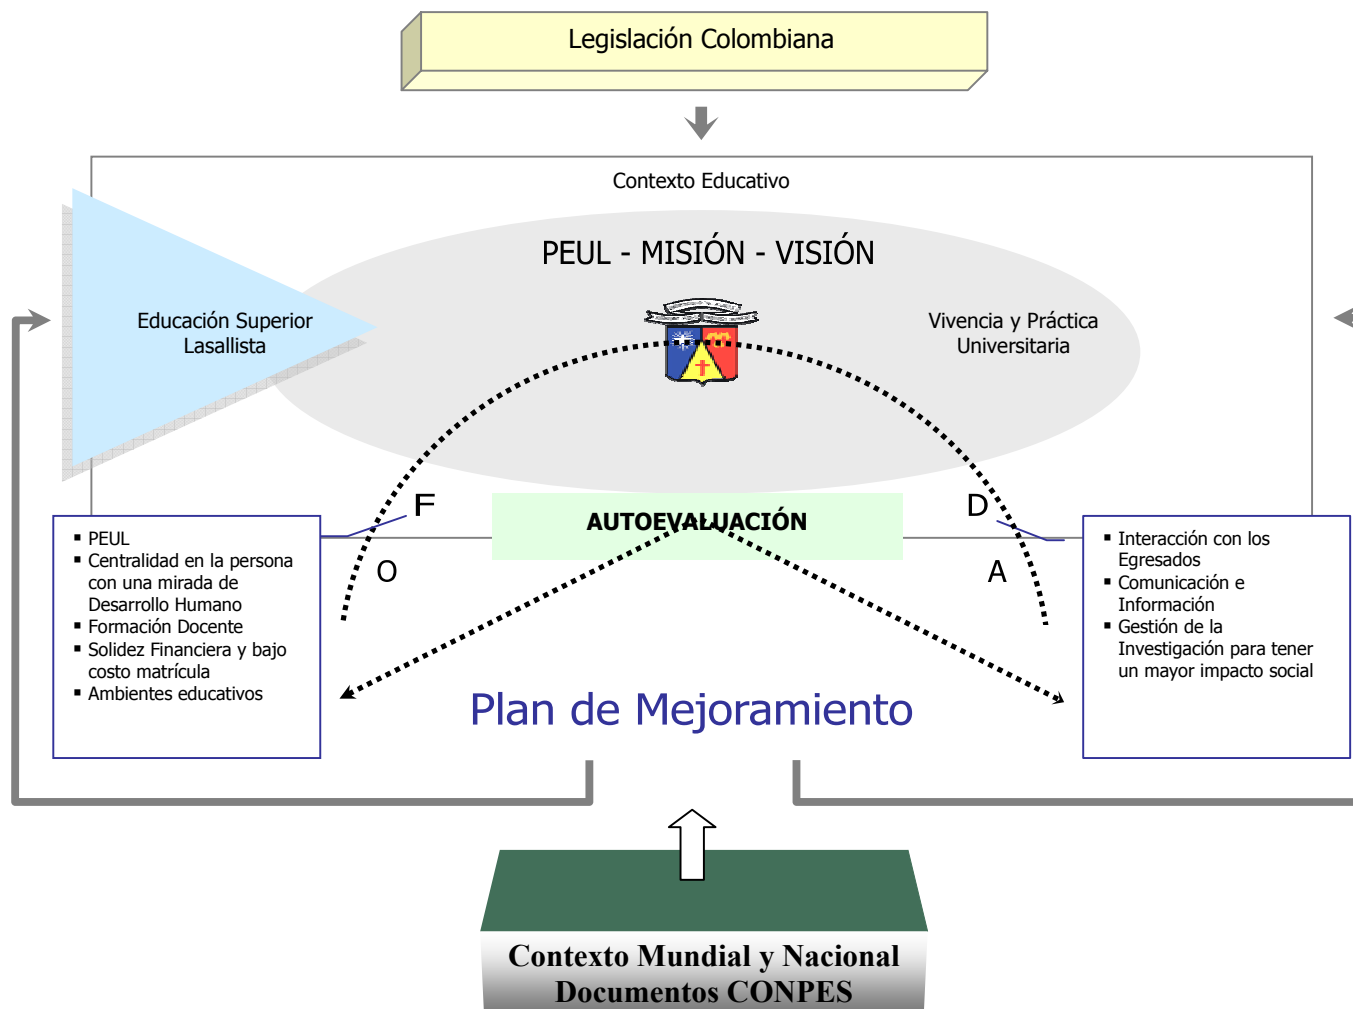 Legislación Colombiana
Contexto Educativo
PEUL - MISIÓN - VISIÓN
Educación Superior
Lasallista
Vivencia y Práctica
Universitaria
F
D
AUTOEVALUACIÓN
O
A
▪ PEUL
▪ Centralidad en la persona
con una mirada de
Desarrollo Humano
▪ Formación Docente
▪ Solidez Financiera y bajo
costo matrícula
▪ Ambientes educativos
▪ Interacción con los
Egresados
▪ Comunicación e
Información
▪ Gestión de la
Investigación para tener
un mayor impacto social
Plan de Mejoramiento
Contexto Mundial y Nacional
Documentos CONPES